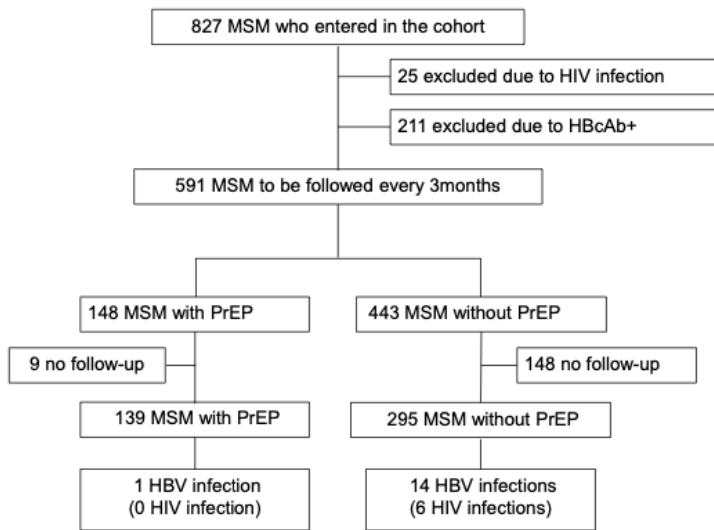 827 MSM who entered in the cohort
25 excluded due to HIV infection
211 excluded due to HBcAb+
591 MSM to be followed every 3months
148 MSM with PrEP
443 MSM without PrEP
9 no follow-up
148 no follow-up
139 MSM with PrEP
295 MSM without PrEP
1 HBV infection
(0 HIV infection)
14 HBV infections
(6 HIV infections)